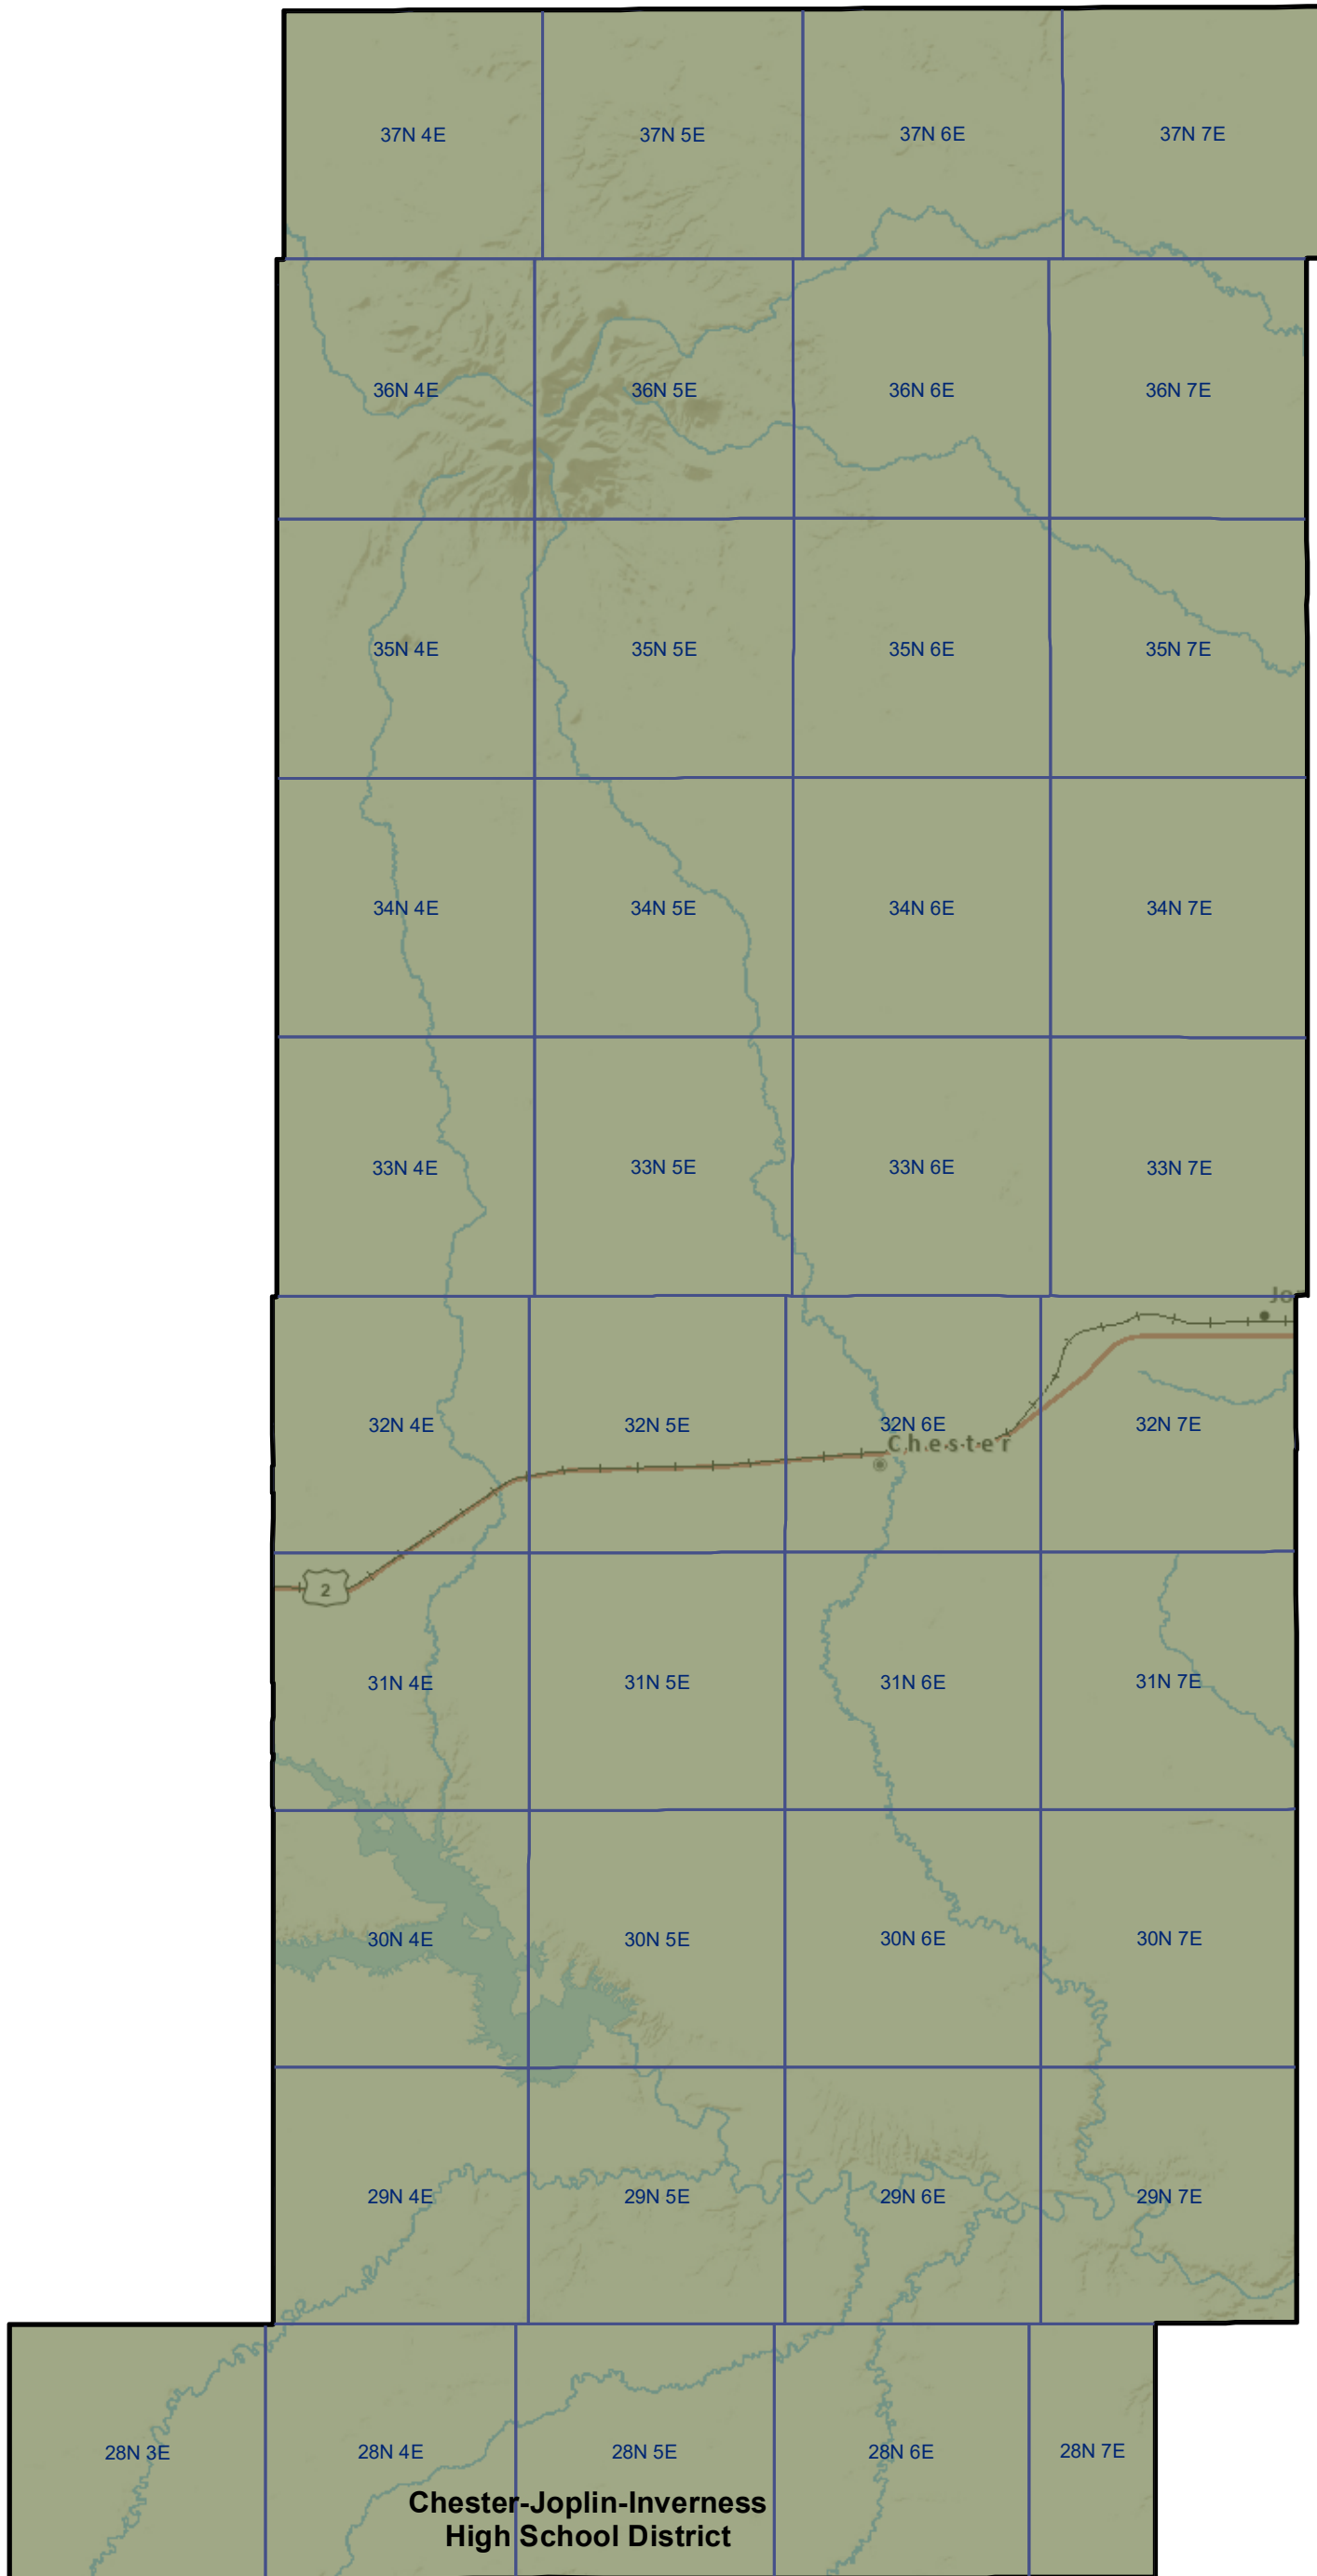 37N 4E 37N 5E 37N 6E 37N 7E
36N 4E 36N 5E 36N 6E 36N 7E
35N 4E 35N 5E 35N 6E 35N 7E
34N 4E 34N 5E 34N 6E 34N 7E
33N 4E 33N 5E 33N 6E 33N 7E
Jo
32N 4E 32N 5E 32N 6E 32N 7E
Chester
2
31N 4E 31N 5E 31N 6E 31N 7E
30N 4E 30N 5E 30N 6E 30N 7E
29N 4E 29N 5E 29N 6E 29N 7E
28N 3E 28N 4E 28N 5E 28N 6E 28N 7E
Chester-Joplin-Inverness
High School District